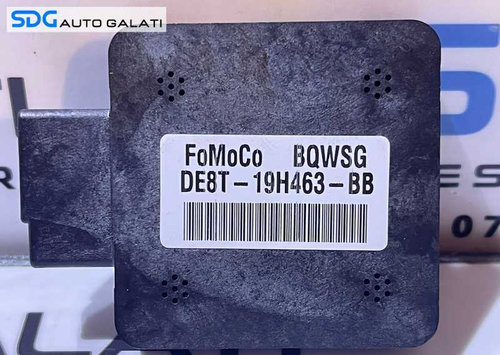 SDG AUTO GALATI
FoMoCo BQWSG
DE8T-19H463-BB